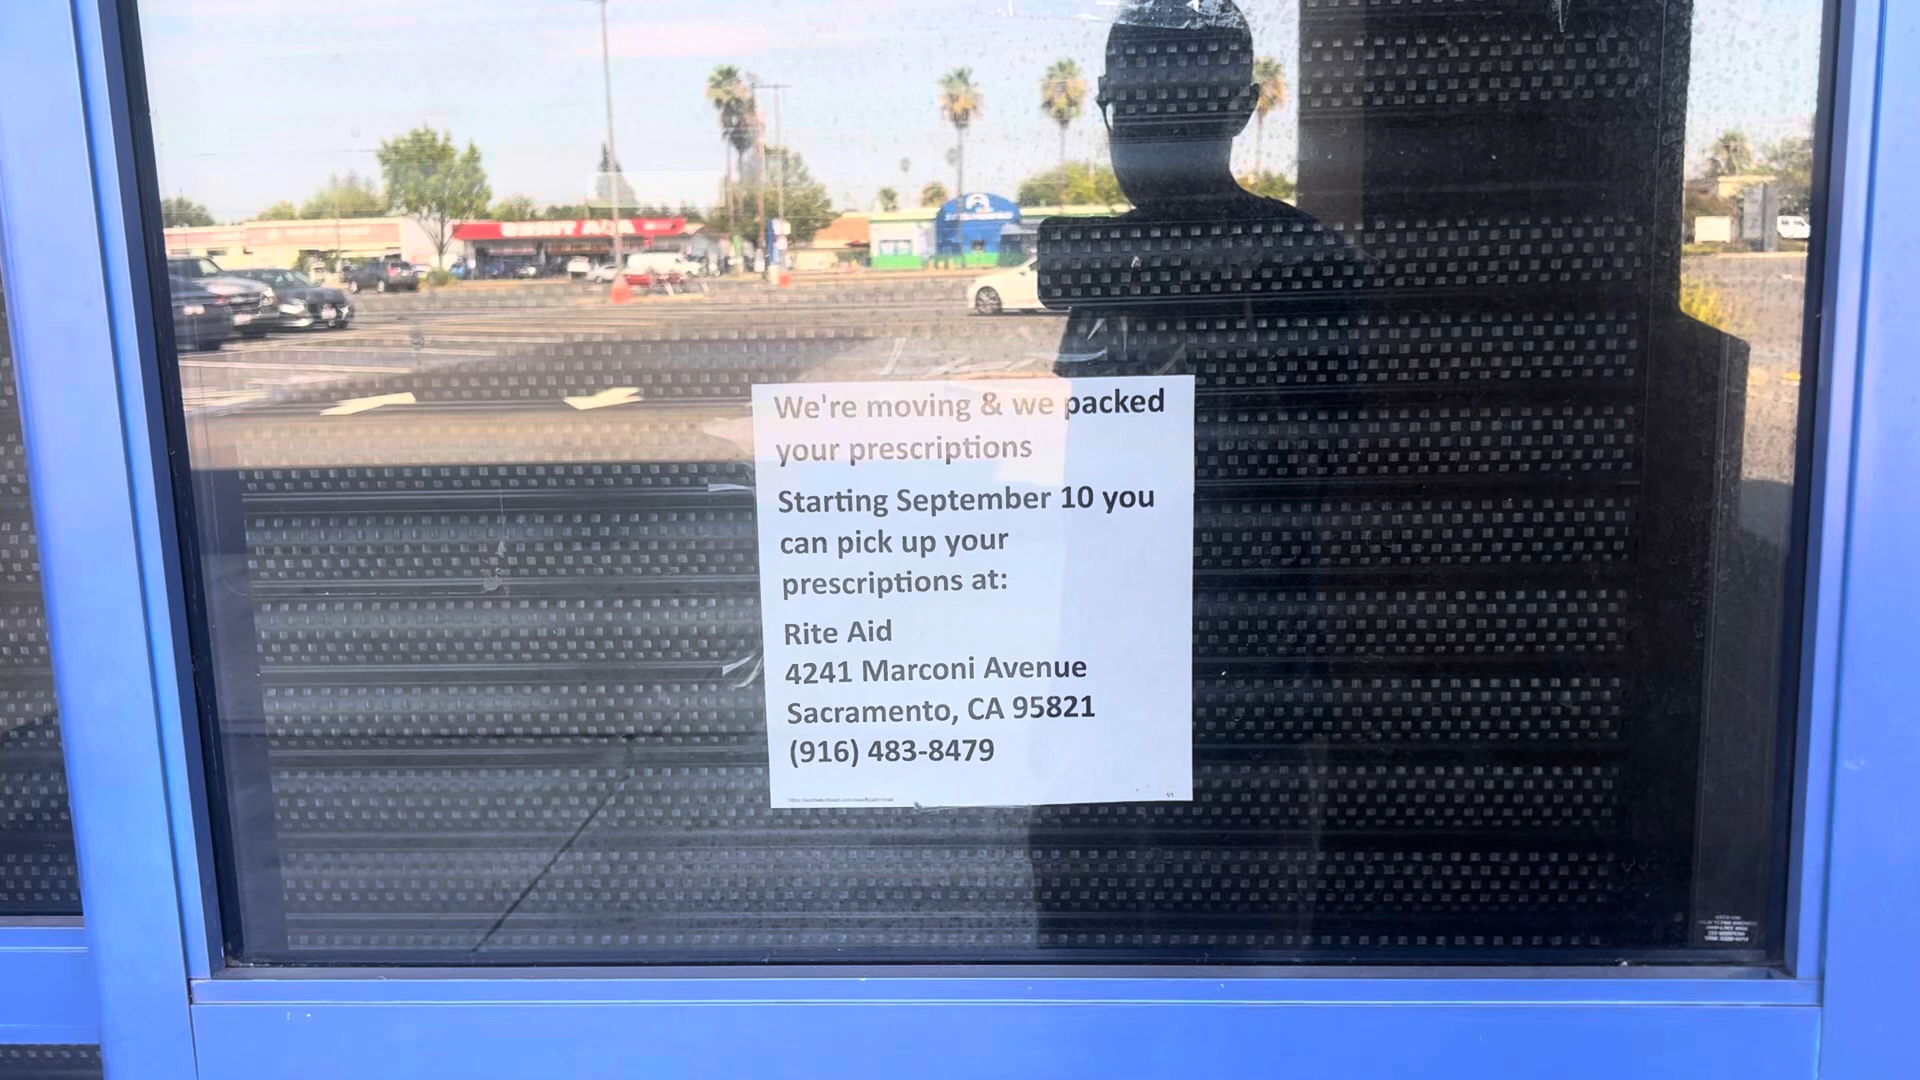 We're moving & we packed
your prescriptions
Starting September 10 you
can pick up your
prescriptions at:
Rite Aid
4241 Marconi Avenue
Sacramento, CA 95821
(916) 483-8479